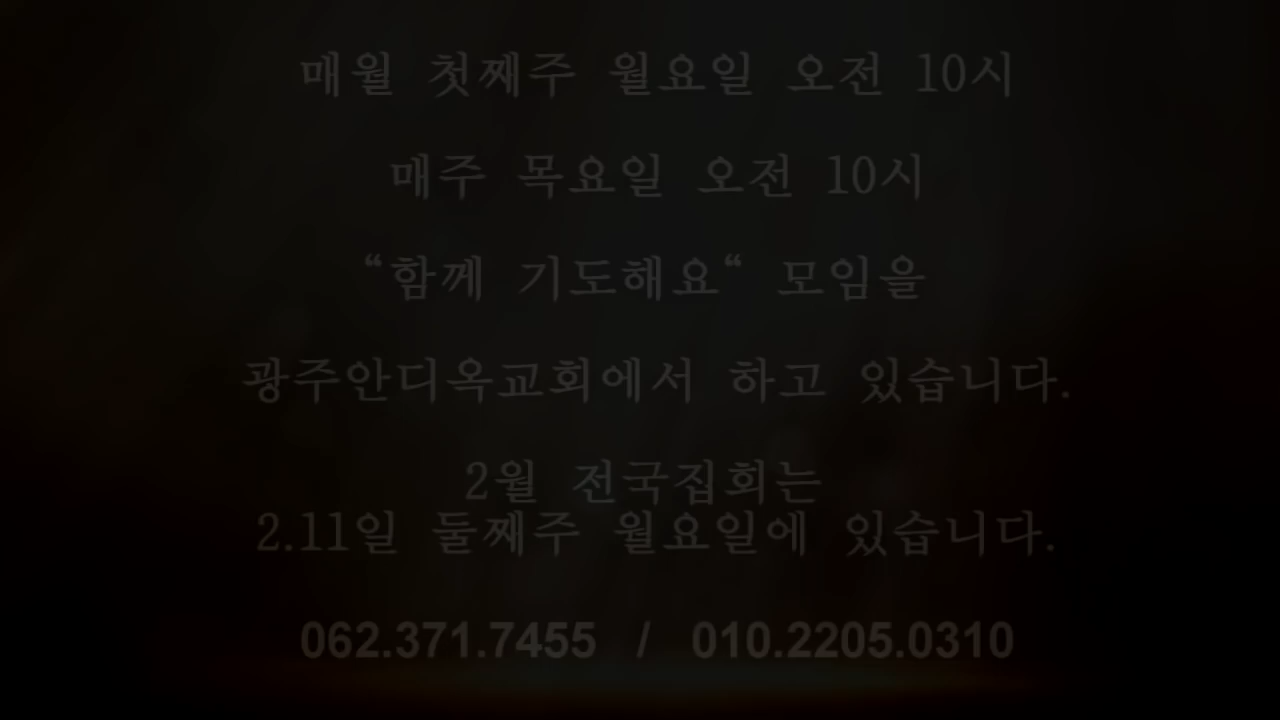 매월 첫째주 월요일 오전 10시
매주 목요일 오전 10시
“함께 기도해요“ 모임을
광주안디옥교회에서 하고 있습니다.
2월 전국집회는
2.11일 둘째주 월요일에 있습니다.
062.371.7455 / 010.2205.0310